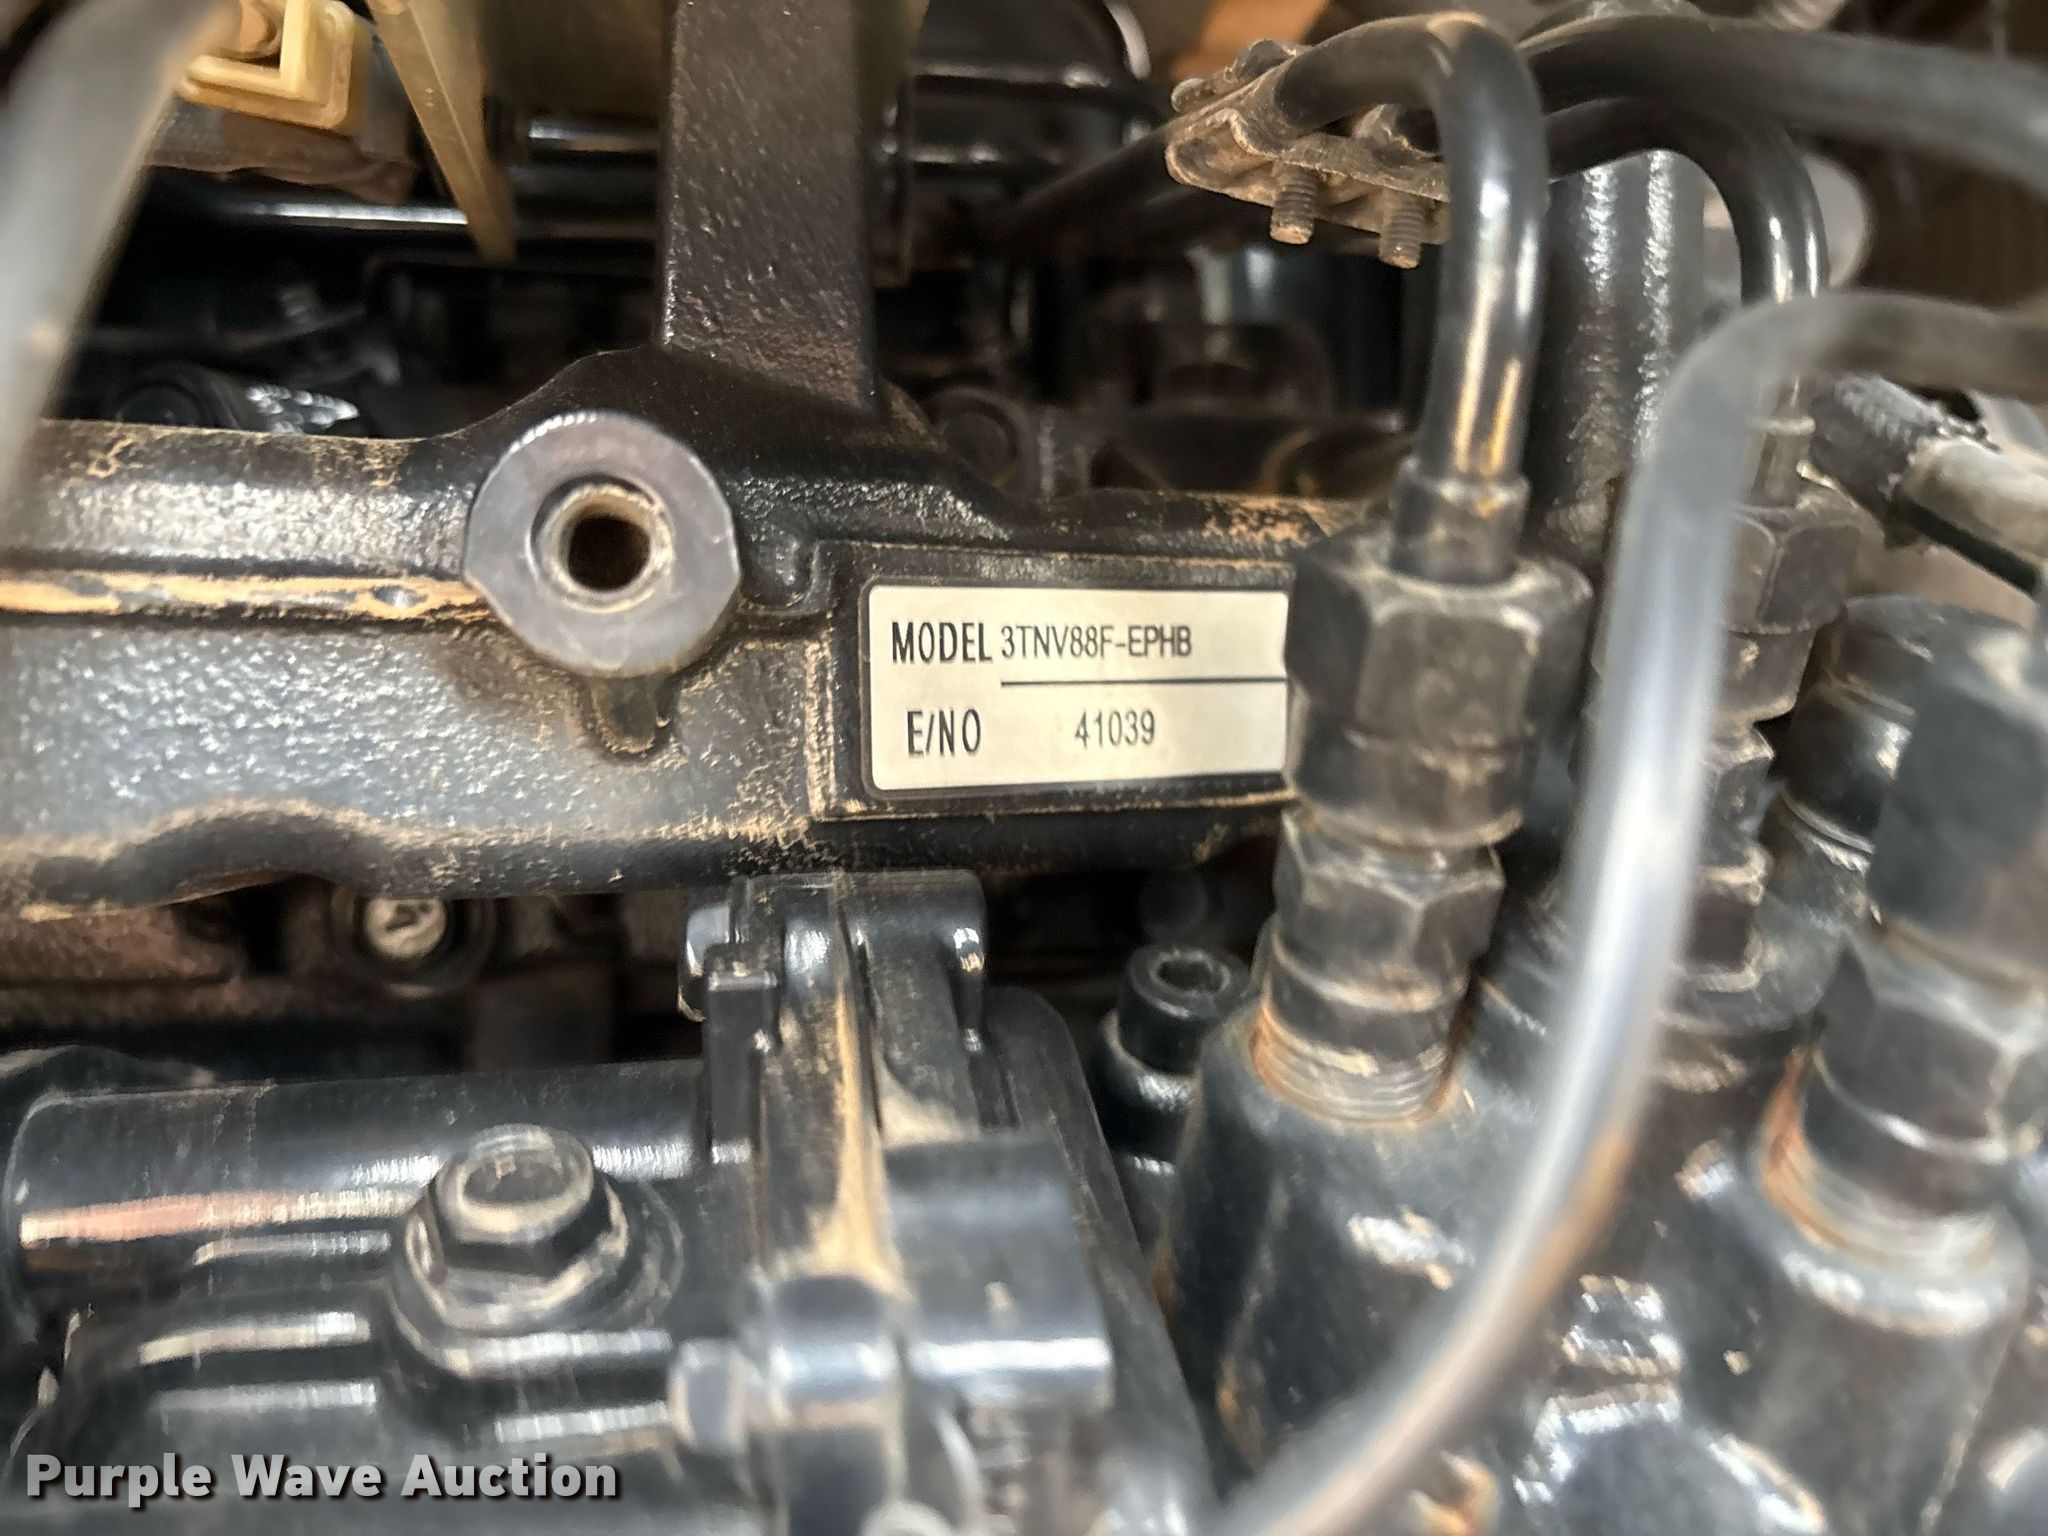 MODEL 3TNV88F-EPHB
E/NO 41039
Purple Wave Auction